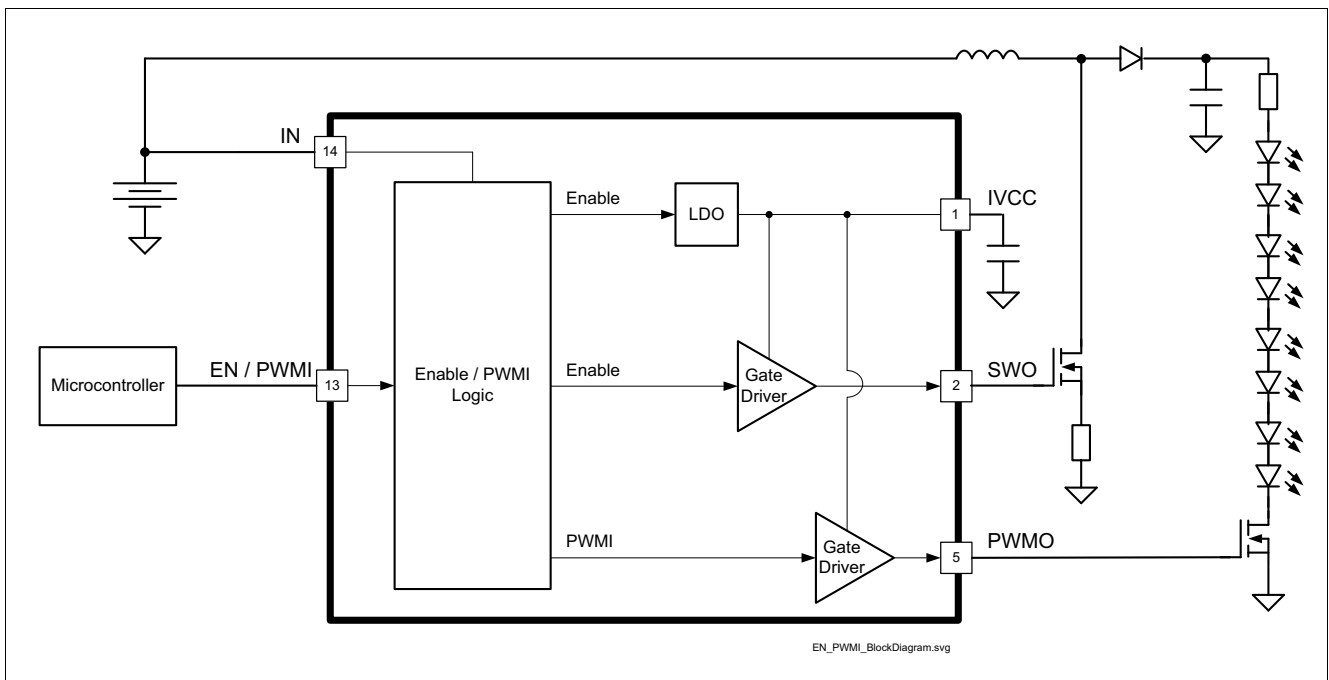 IN
14
Enable
LDO
IVCC
1
Microcontroller
EN / PWMI
13
Enable / PWMI
Logic
Enable
Gate
Driver
2
SWO
PWMI
Gate
Driver
5
PWMO
EN_PWMI_BlockDiagram.svg